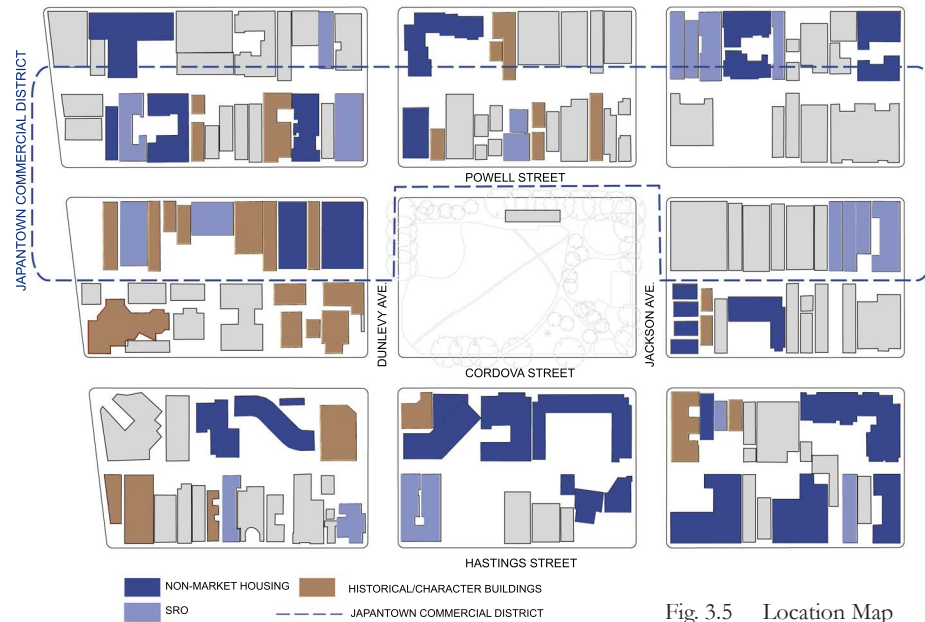 JAPANTOWN COMMERCIAL DISTRICT
POWELL STREET
DUNLEVY AVE.
JACKSON AVE.
CORDOVA STREET
HASTINGS STREET
NON-MARKET HOUSING
HISTORICAL/CHARACTER BUILDINGS
SRO
JAPANTOWN COMMERCIAL DISTRICT
Fig. 3.5 Location Map